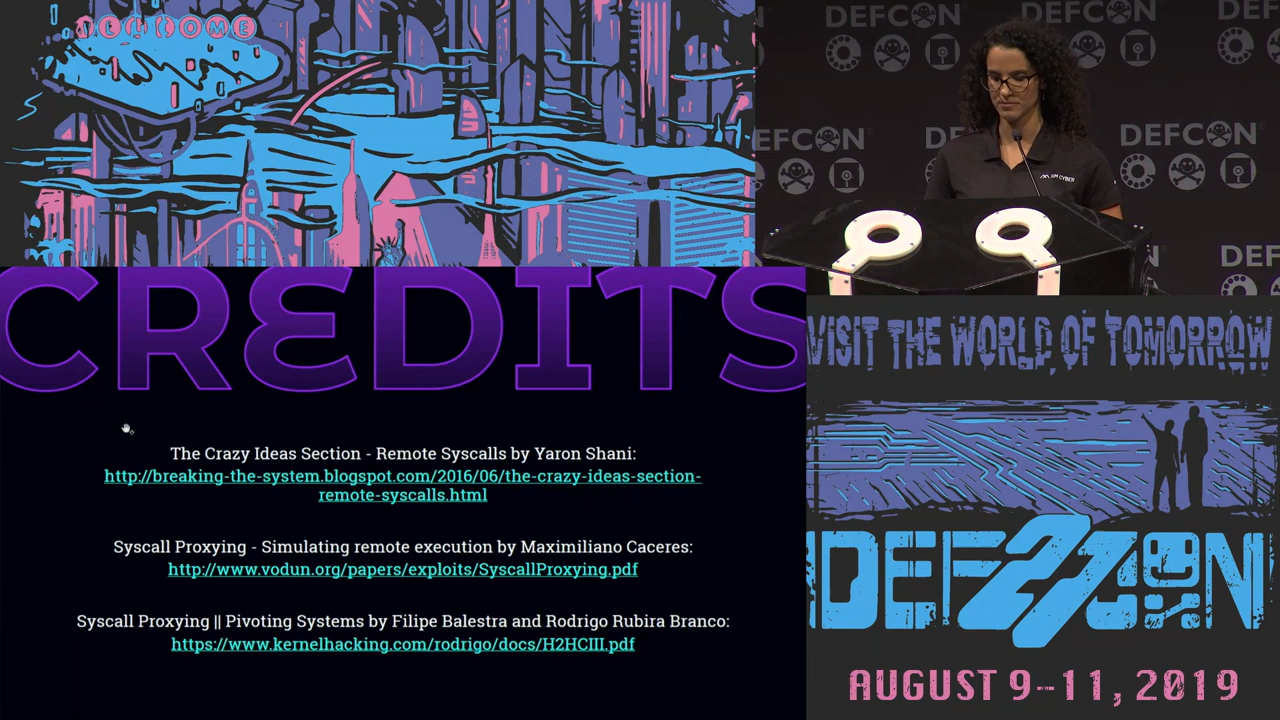 WELCOME
DEFCON
DEFCON
DEFCON
DEFCON
XM CYBER
CREDITS
The Crazy Ideas Section - Remote Syscalls by Yaron Shani:
http://breaking-the-system.blogspot.com/2016/06/the-crazy-ideas-section-
remote-syscalls.html
Syscall Proxying - Simulating remote execution by Maximiliano Caceres:
http://www.vodun.org/papers/exploits/SyscallProxying.pdf
Syscall Proxying || Pivoting Systems by Filipe Balestra and Rodrigo Rubira Branco:
https://www.kernelhacking.com/rodrigo/docs/H2HCIII.pdf
VISIT THE WORLD OF TOMORROW
DEF27CON
AUGUST 9-11, 2019